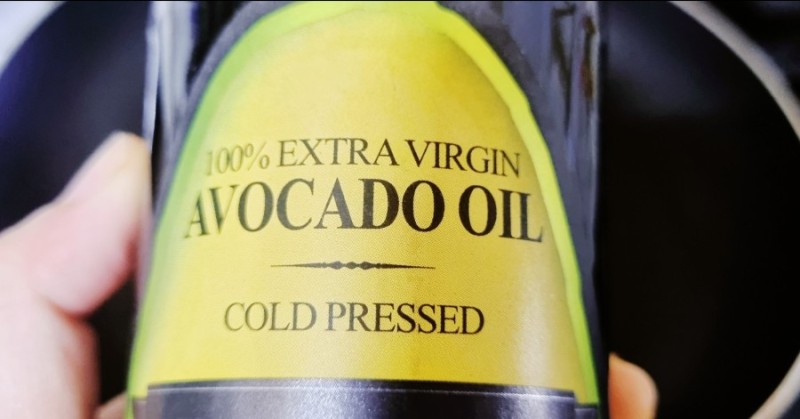 100% EXTRA VIRGIN
AVOCADO OIL
COLD PRESSED